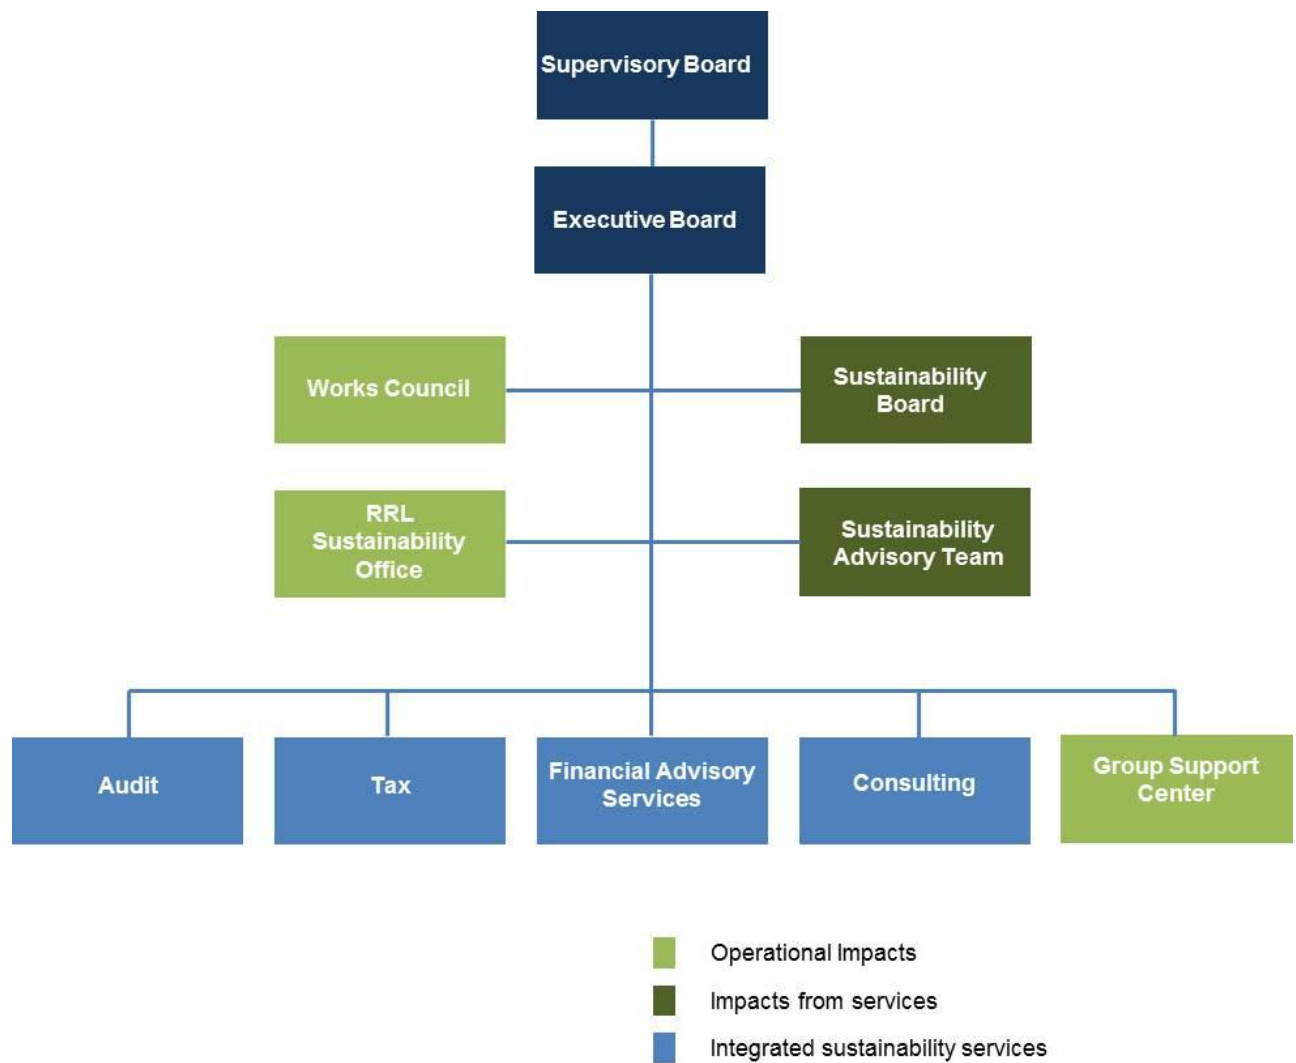 Supervisory Board
Executive Board
Works Council
Sustainability
Board
RRL
Sustainability
Office
Sustainability
Advisory Team
Audit
Tax
Financial Advisory
Services
Consulting
Group Support
Center
Operational Impacts
Impacts from services
Integrated sustainability services